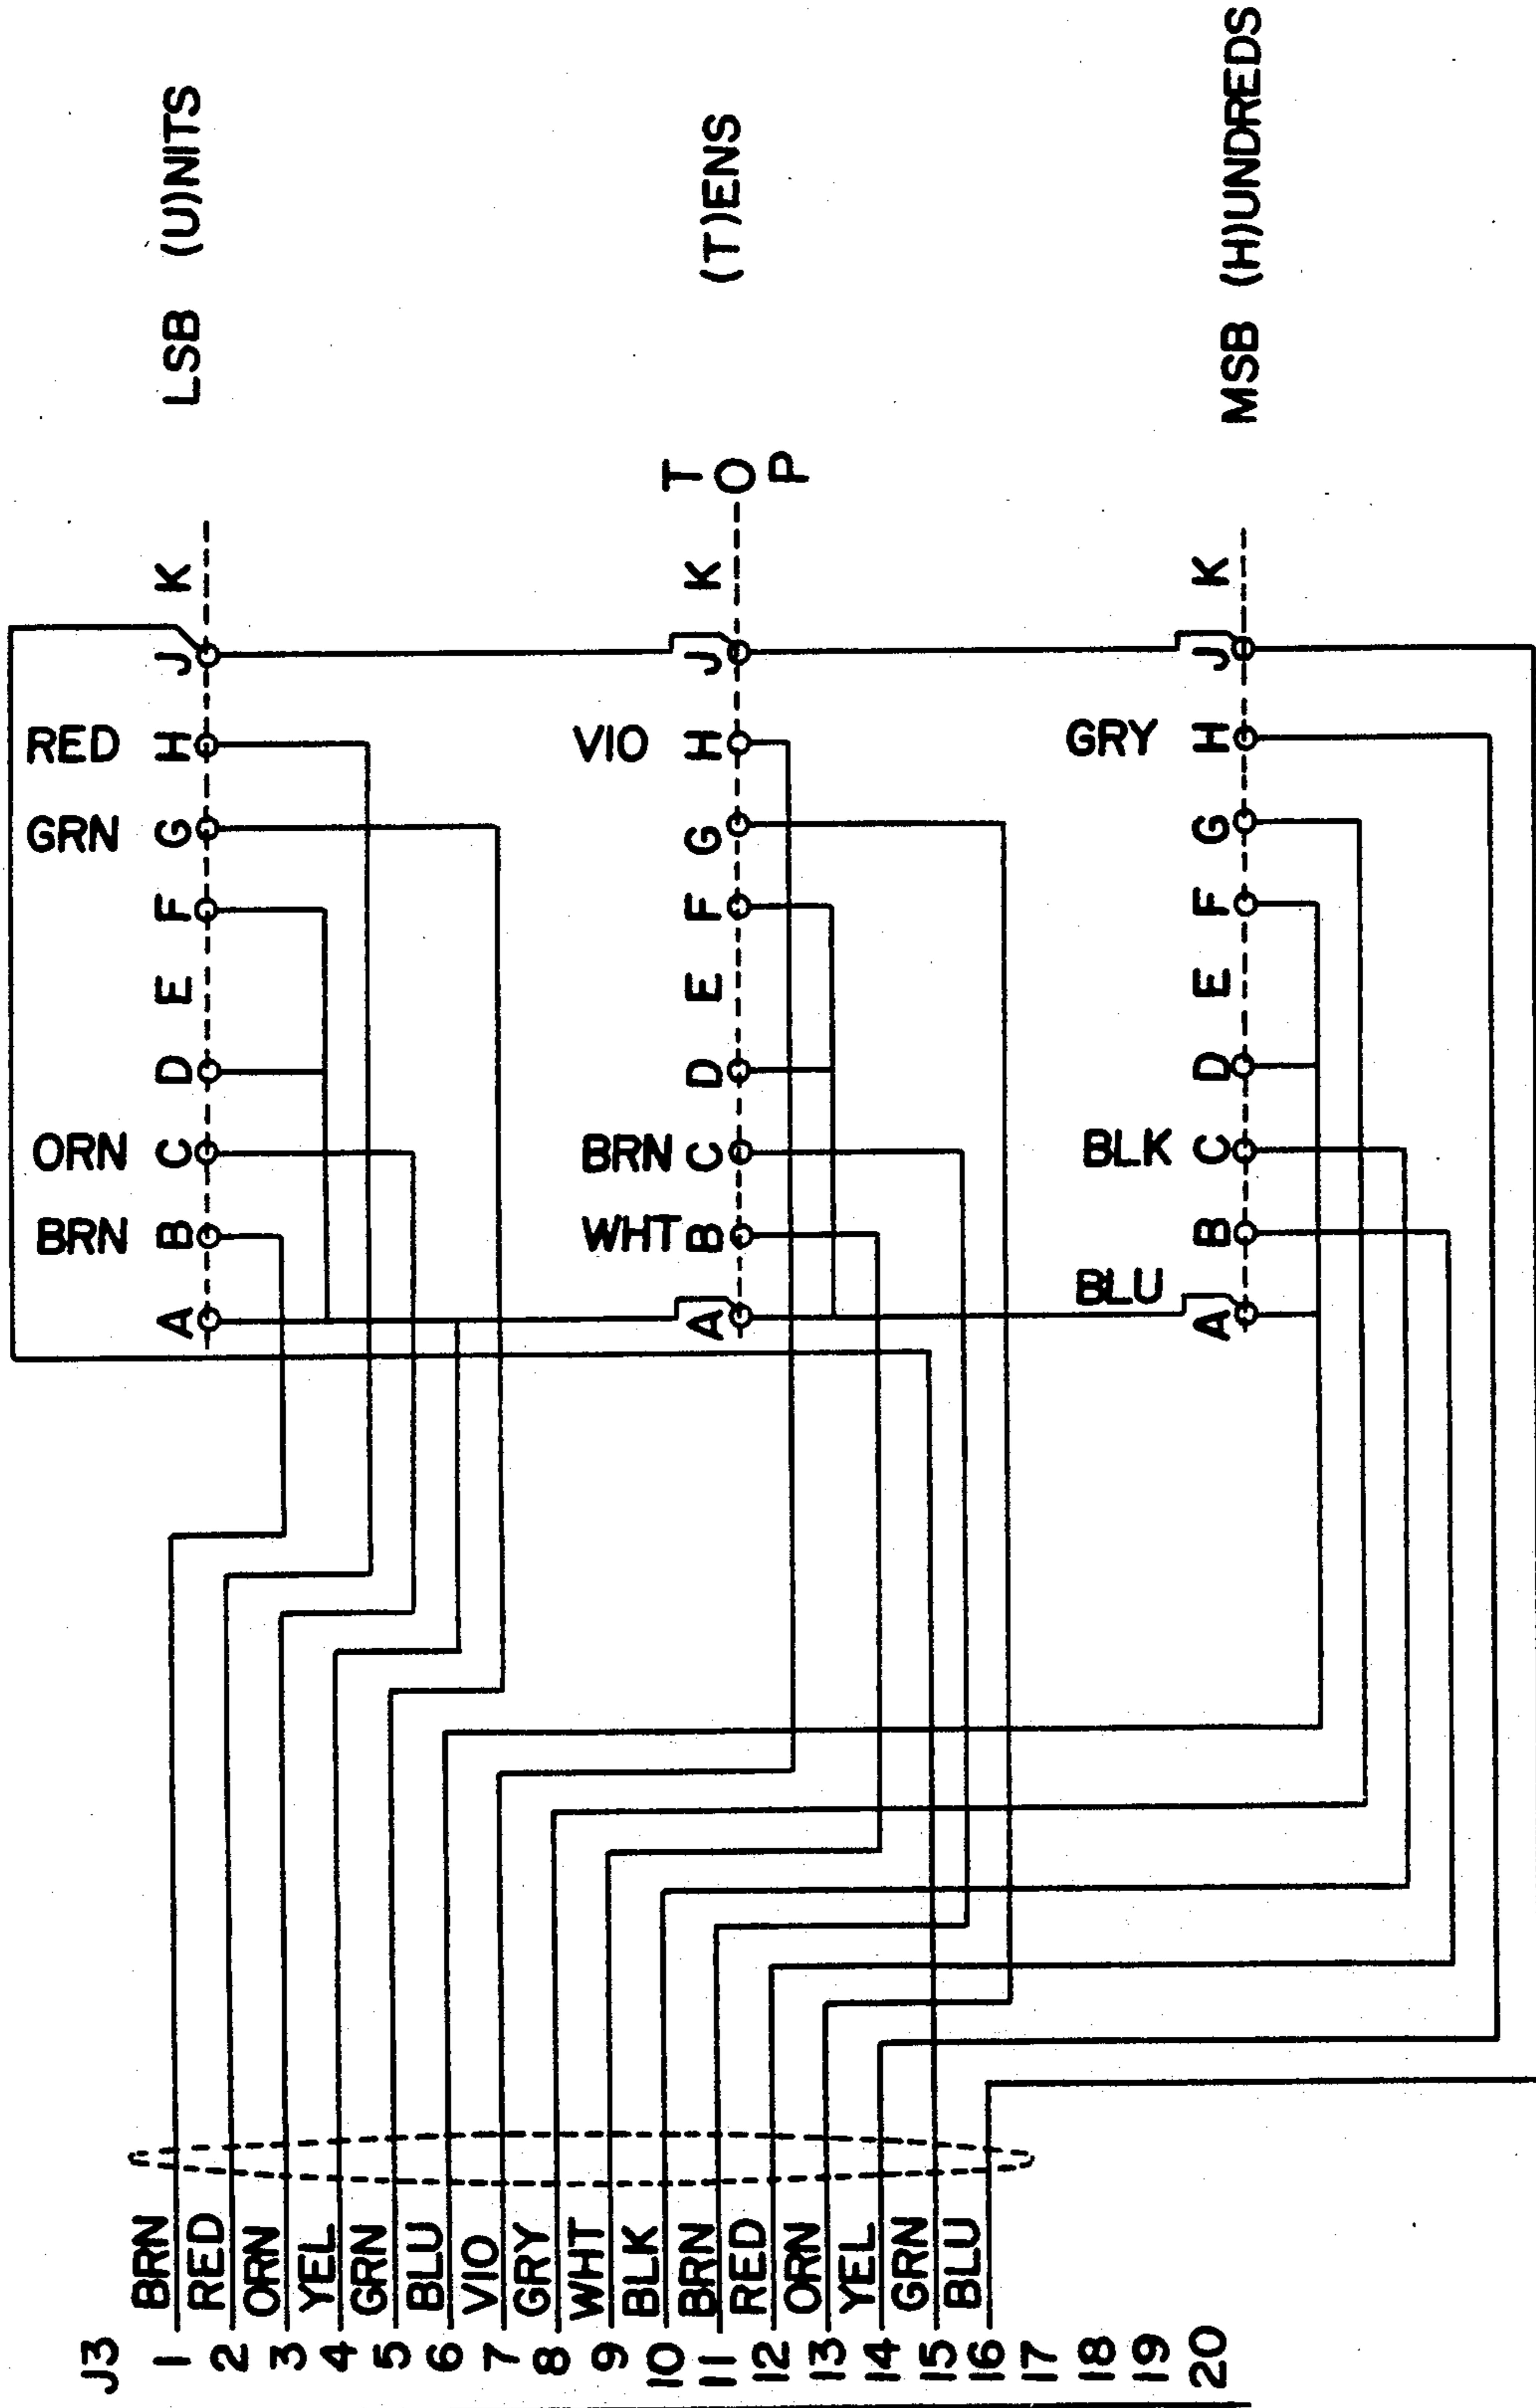 LSB (U)NITS
RED GRN ORN BRN
K J H G F E D C B A
(T)ENS
TOP
VIO BRN WHT
K J H G F E D C B A
MSB (H)UNDREDS
GRY BLK BLU
K J H G F E D C B A
J3
1 BRN
2 RED
3 ORN
4 YEL
5 GRN
6 BLU
7 VIO
8 GRY
9 WHT
10 BLK
11 BRN
12 RED
13 ORN
14 YEL
15 GRN
16 BLU
17
18
19
20